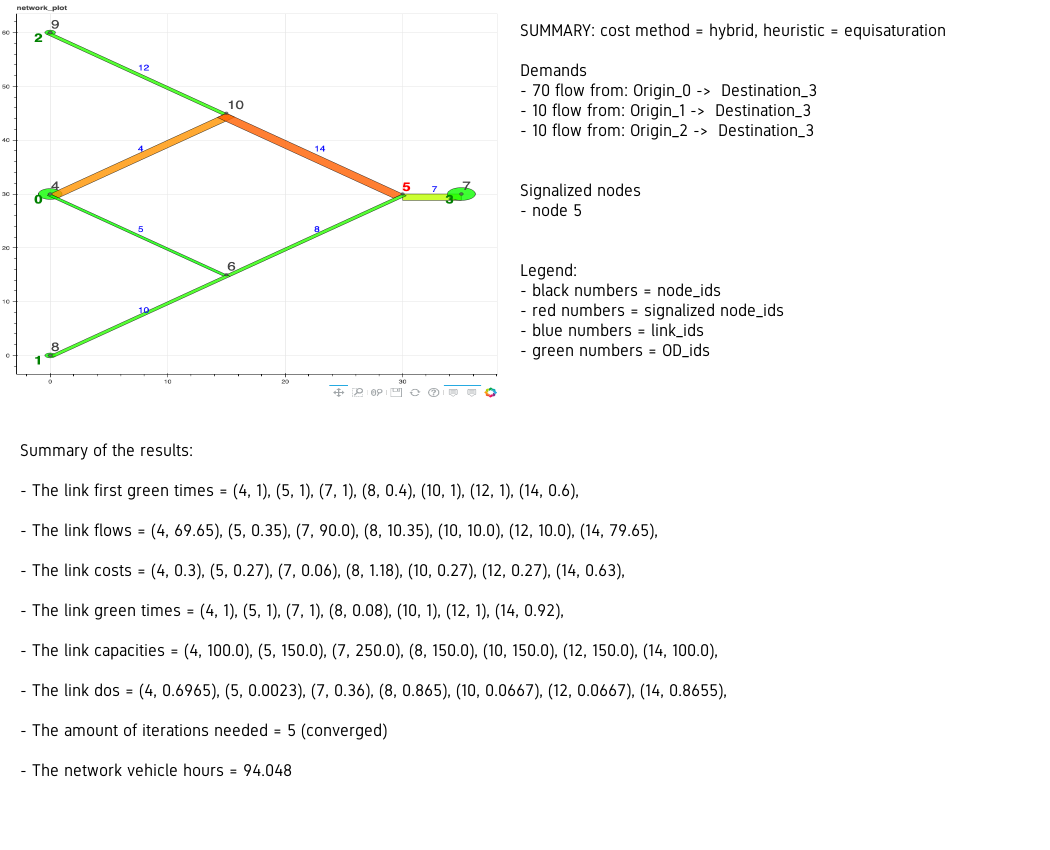 network_plot
9
2
60
12
50
10
4
14
40
4
5
7
7
0
3
30
5
8
20
6
10
10
8
1
0
0
10
20
30
SUMMARY: cost method = hybrid, heuristic = equisaturation
Demands
- 70 flow from: Origin_0 -> Destination_3
- 10 flow from: Origin_1 -> Destination_3
- 10 flow from: Origin_2 -> Destination_3
Signalized nodes
- node 5
Legend:
- black numbers = node_ids
- red numbers = signalized node_ids
- blue numbers = link_ids
- green numbers = OD_ids
Summary of the results:
- The link first green times = (4, 1), (5, 1), (7, 1), (8, 0.4), (10, 1), (12, 1), (14, 0.6),
- The link flows = (4, 69.65), (5, 0.35), (7, 90.0), (8, 10.35), (10, 10.0), (12, 10.0), (14, 79.65),
- The link costs = (4, 0.3), (5, 0.27), (7, 0.06), (8, 1.18), (10, 0.27), (12, 0.27), (14, 0.63),
- The link green times = (4, 1), (5, 1), (7, 1), (8, 0.08), (10, 1), (12, 1), (14, 0.92),
- The link capacities = (4, 100.0), (5, 150.0), (7, 250.0), (8, 150.0), (10, 150.0), (12, 150.0), (14, 100.0),
- The link dos = (4, 0.6965), (5, 0.0023), (7, 0.36), (8, 0.865), (10, 0.0667), (12, 0.0667), (14, 0.8655),
- The amount of iterations needed = 5 (converged)
- The network vehicle hours = 94.048